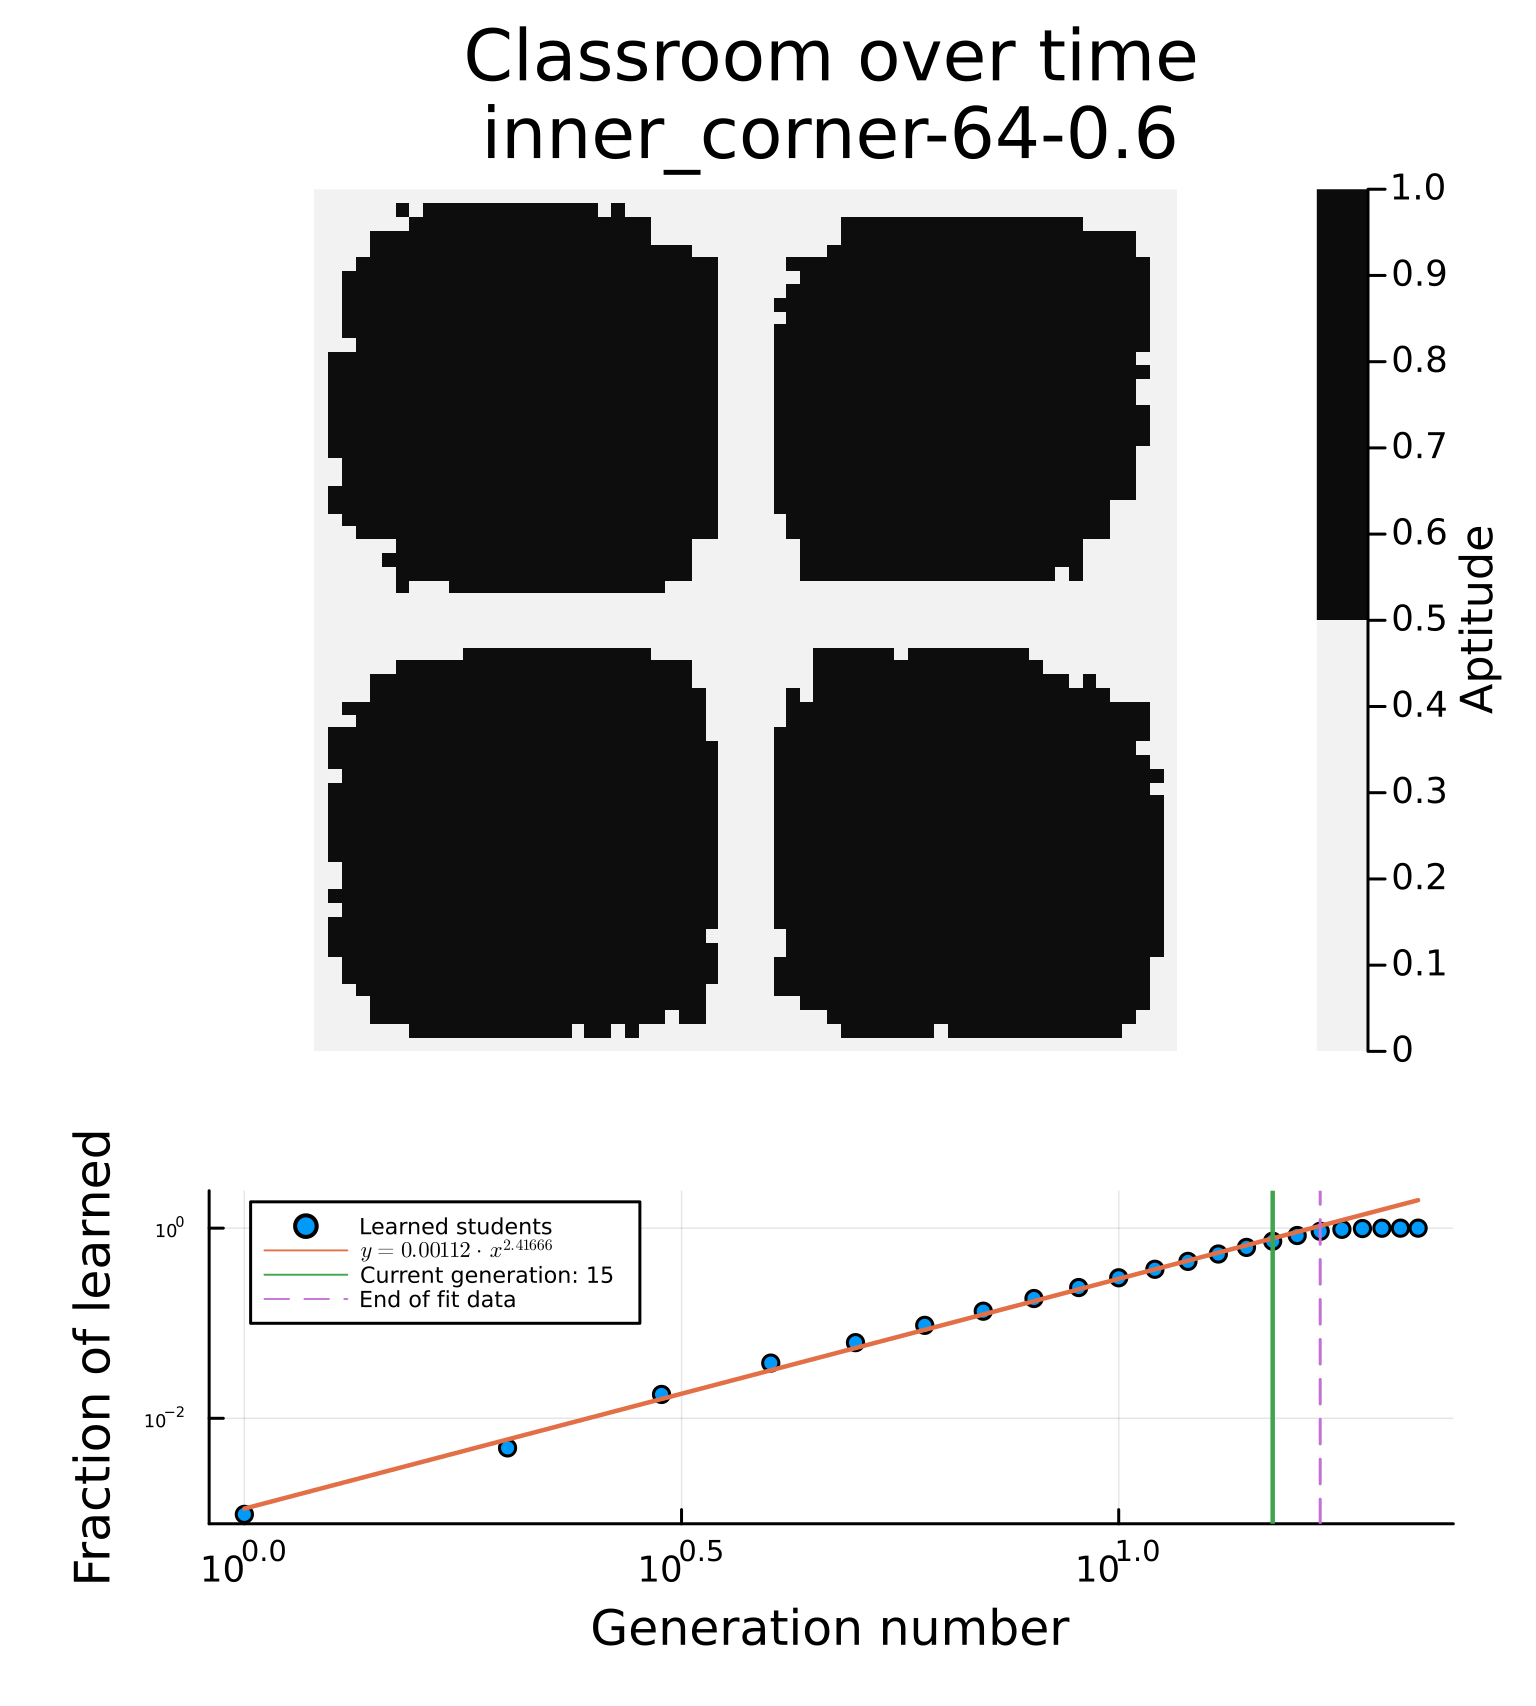 Classroom over time
inner_corner-64-0.6
1.0
0.9
0.8
0.7
0.6
0.5
0.4
0.3
0.2
0.1
0
Aptitude
Fraction of learned
10⁰
10⁻²
Learned students
y = 0.00112 · x^2.41666
Current generation: 15
End of fit data
10^0.0
10^0.5
10^1.0
Generation number